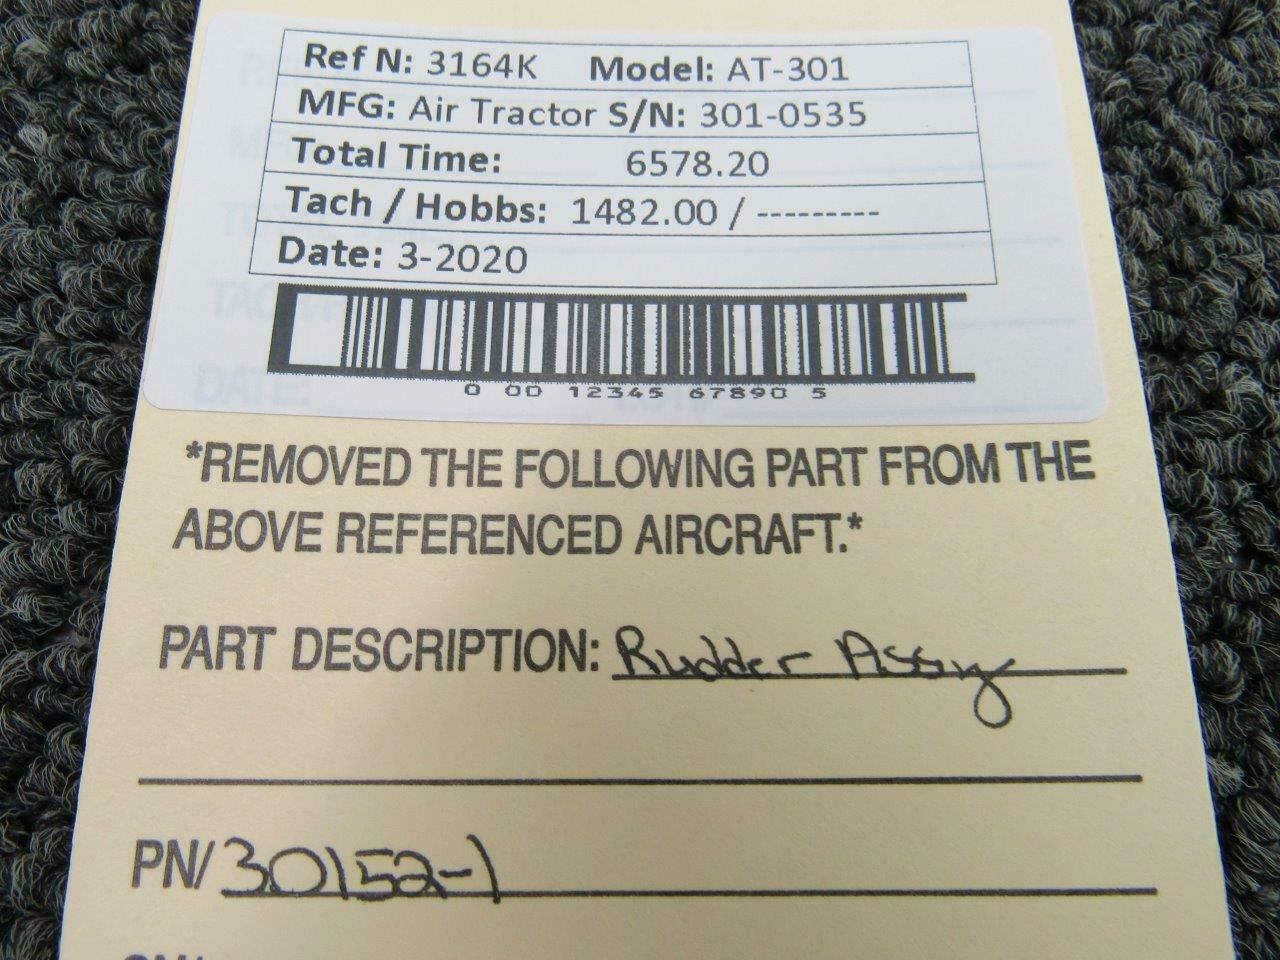 Ref N: 3164K Model: AT-301
MFG: Air Tractor S/N: 301-0535
Total Time: 6578.20
Tach / Hobbs: 1482.00 / ---------
Date: 3-2020
0 00 12345 67890 5
*REMOVED THE FOLLOWING PART FROM THE
ABOVE REFERENCED AIRCRAFT.*
PART DESCRIPTION: Rudder Assy
PN/ 30152-1